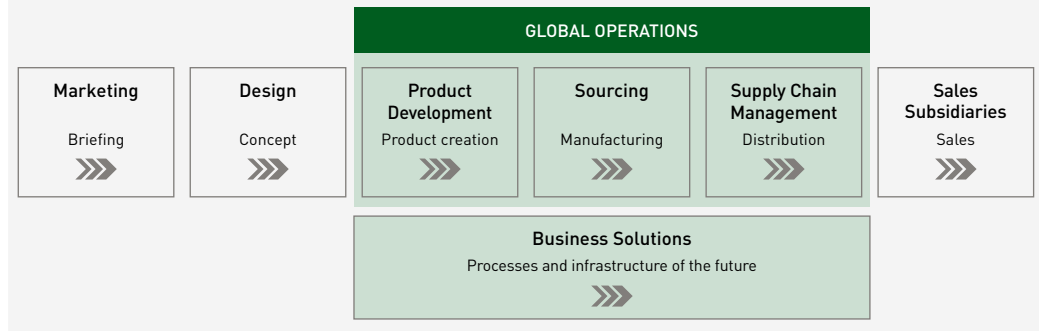 GLOBAL OPERATIONS
Marketing
Briefing
Design
Concept
Product
Development
Product creation
Sourcing
Manufacturing
Supply Chain
Management
Distribution
Sales
Subsidiaries
Sales
Business Solutions
Processes and infrastructure of the future